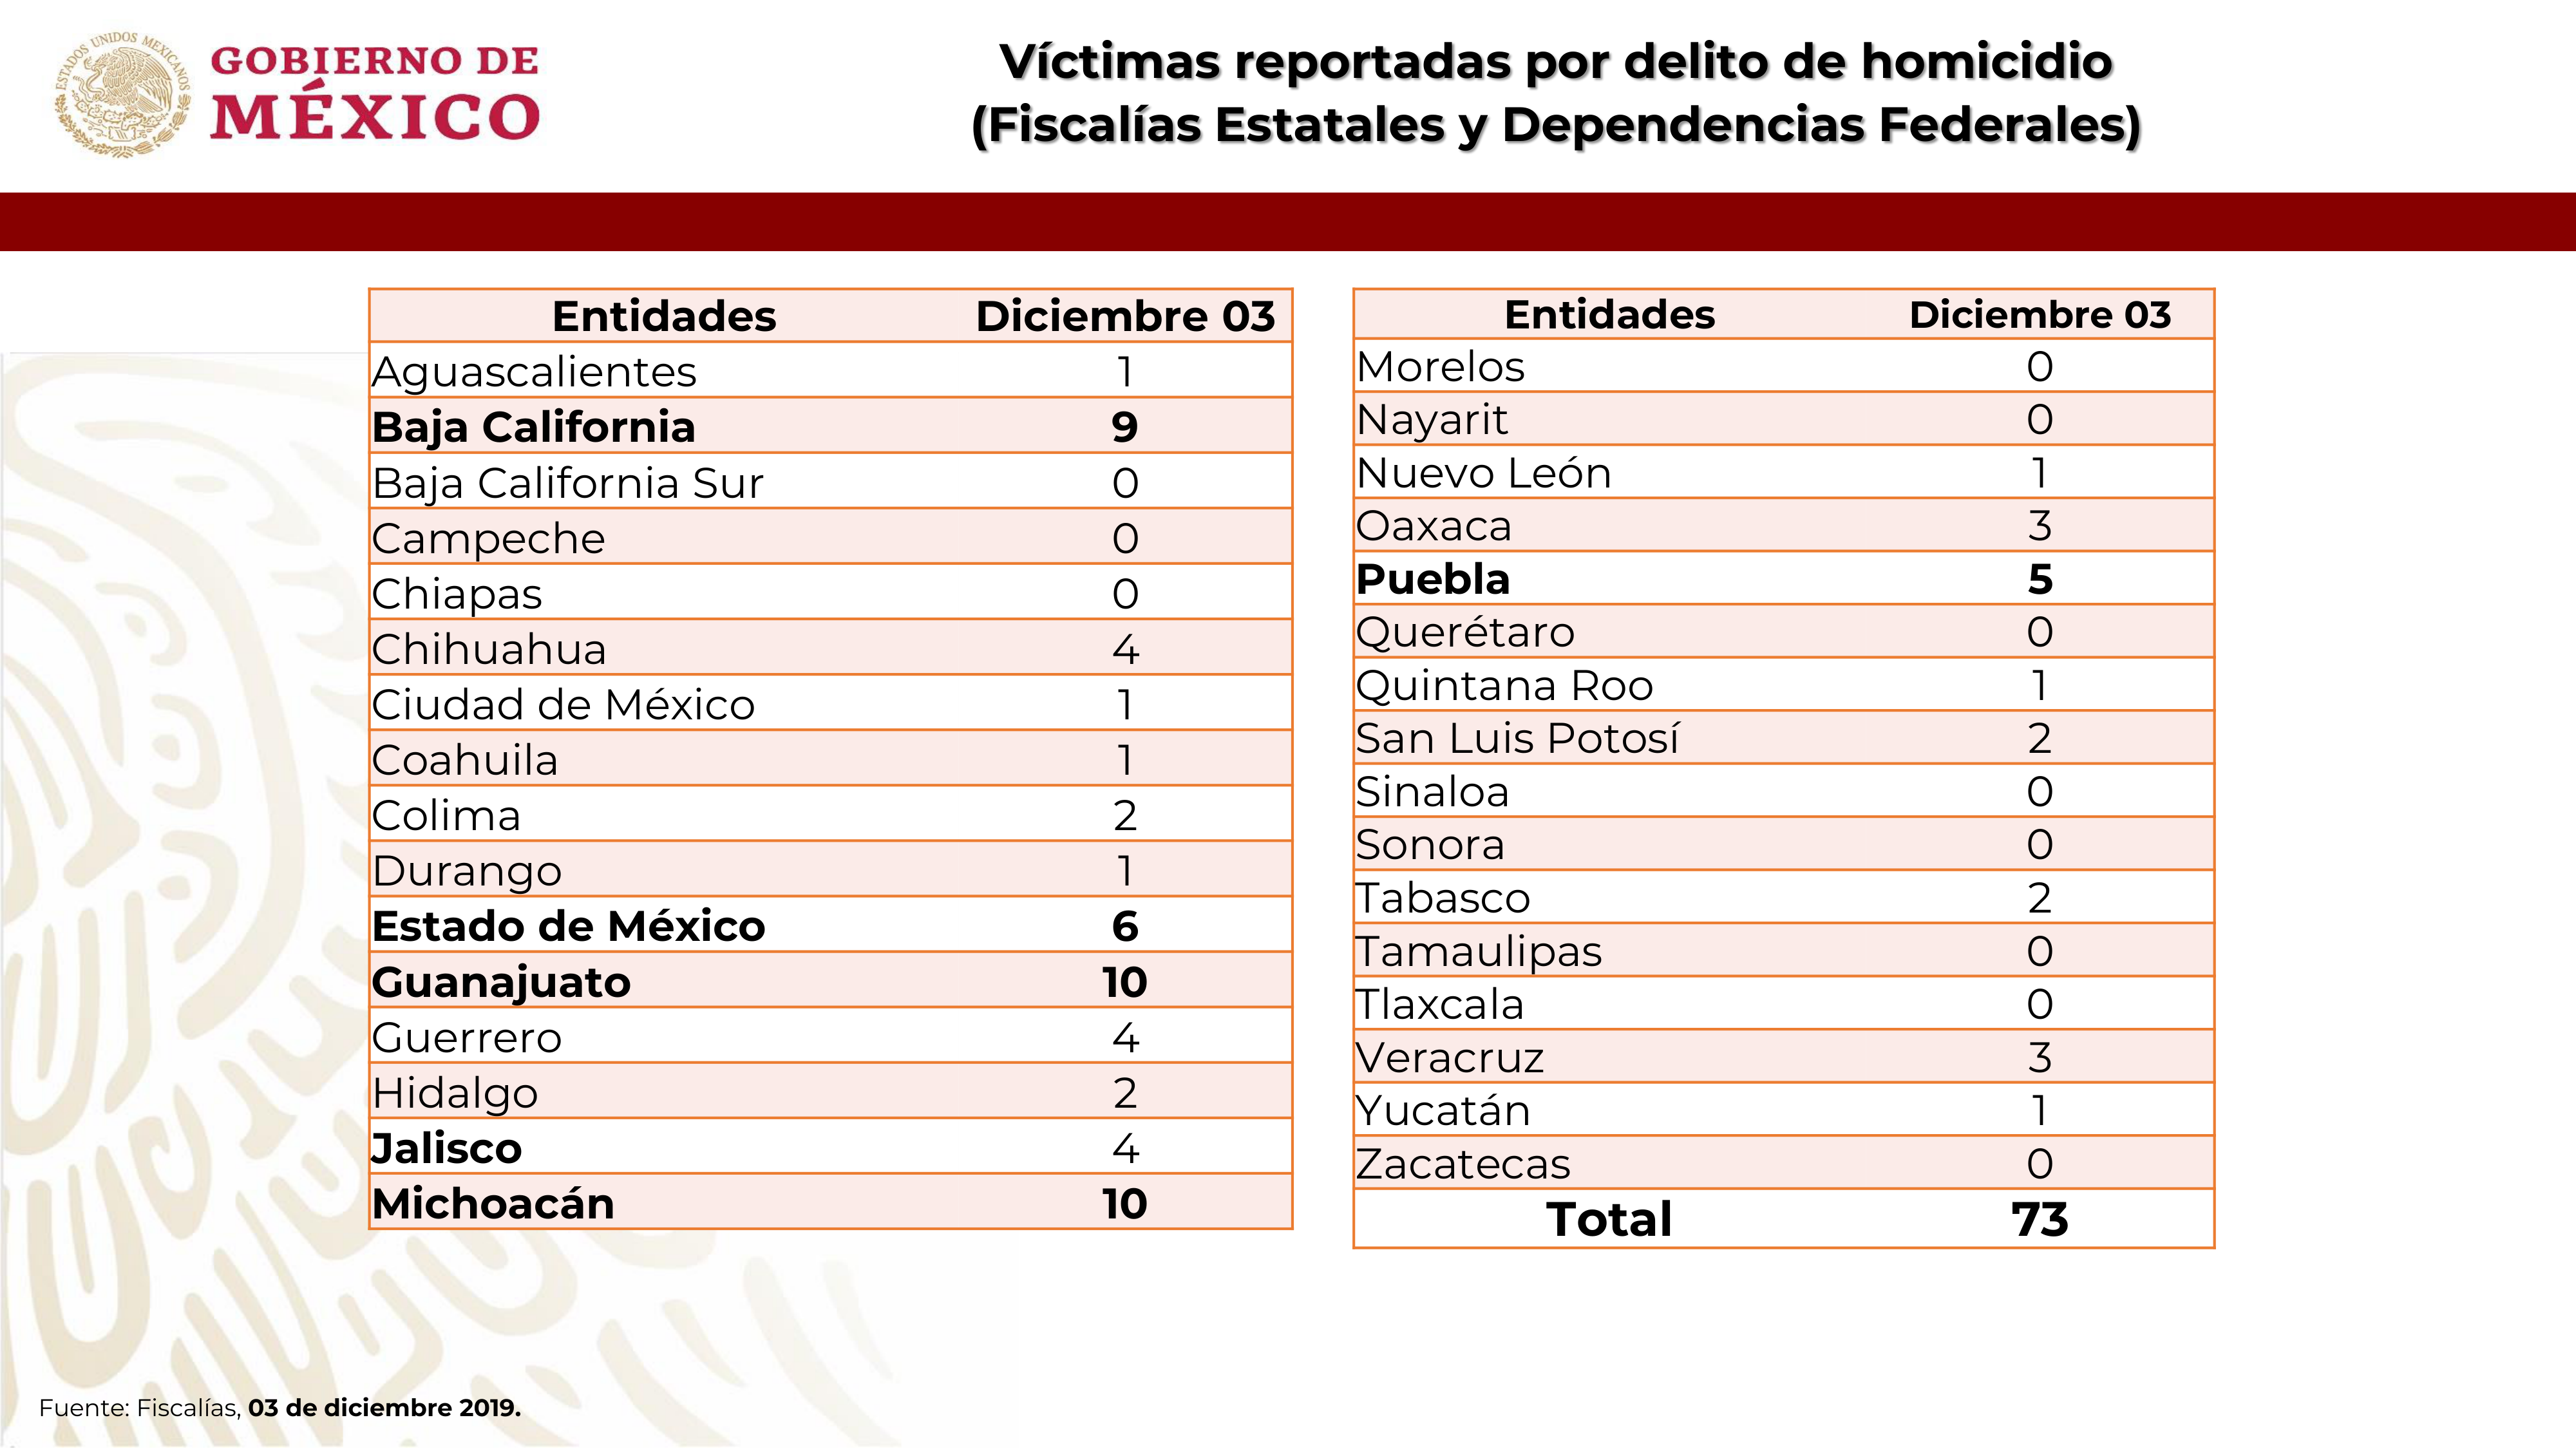 ESTADOS UNIDOS MEXICANOS
GOBIERNO DE
MÉXICO
Víctimas reportadas por delito de homicidio
(Fiscalías Estatales y Dependencias Federales)
Entidades Diciembre 03
Aguascalientes 1
Baja California 9
Baja California Sur 0
Campeche 0
Chiapas 0
Chihuahua 4
Ciudad de México 1
Coahuila 1
Colima 2
Durango 1
Estado de México 6
Guanajuato 10
Guerrero 4
Hidalgo 2
Jalisco 4
Michoacán 10
Entidades Diciembre 03
Morelos 0
Nayarit 0
Nuevo León 1
Oaxaca 3
Puebla 5
Querétaro 0
Quintana Roo 1
San Luis Potosí 2
Sinaloa 0
Sonora 0
Tabasco 2
Tamaulipas 0
Tlaxcala 0
Veracruz 3
Yucatán 1
Zacatecas 0
Total 73
Fuente: Fiscalías, 03 de diciembre 2019.